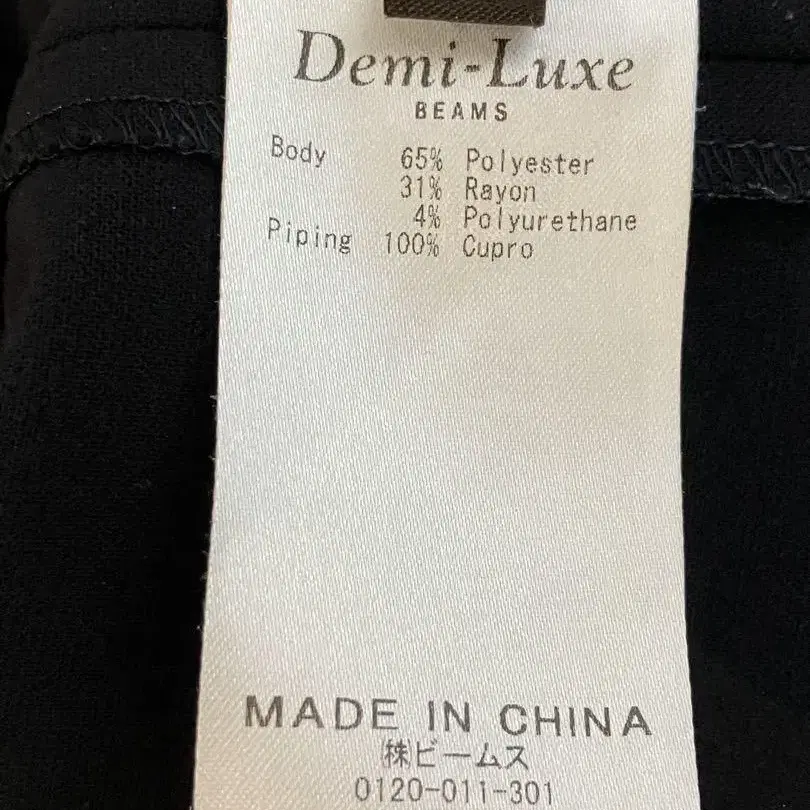 Demi-Luxe
BEAMS
Body 65% Polyester
31% Rayon
4% Polyurethane
Piping 100% Cupro
MADE IN CHINA
㈱ビームス
0120-011-301